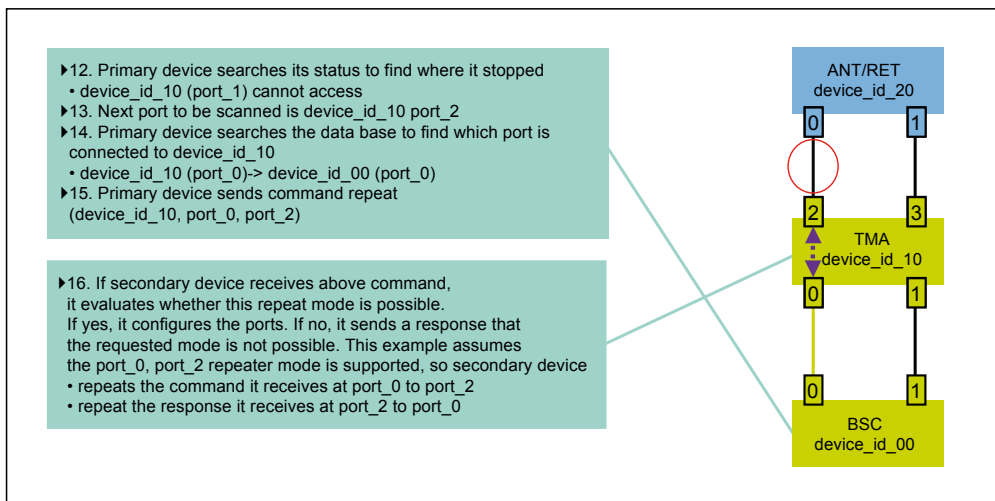 ▶12. Primary device searches its status to find where it stopped
• device_id_10 (port_1) cannot access
▶13. Next port to be scanned is device_id_10 port_2
▶14. Primary device searches the data base to find which port is
connected to device_id_10
• device_id_10 (port_0)-> device_id_00 (port_0)
▶15. Primary device sends command repeat
(device_id_10, port_0, port_2)
▶16. If secondary device receives above command,
it evaluates whether this repeat mode is possible.
If yes, it configures the ports. If no, it sends a response that
the requested mode is not possible. This example assumes
the port_0, port_2 repeater mode is supported, so secondary device
• repeats the command it receives at port_0 to port_2
• repeat the response it receives at port_2 to port_0
ANT/RET
device_id_20
0 1
2 3
TMA
device_id_10
0 1
0 1
BSC
device_id_00